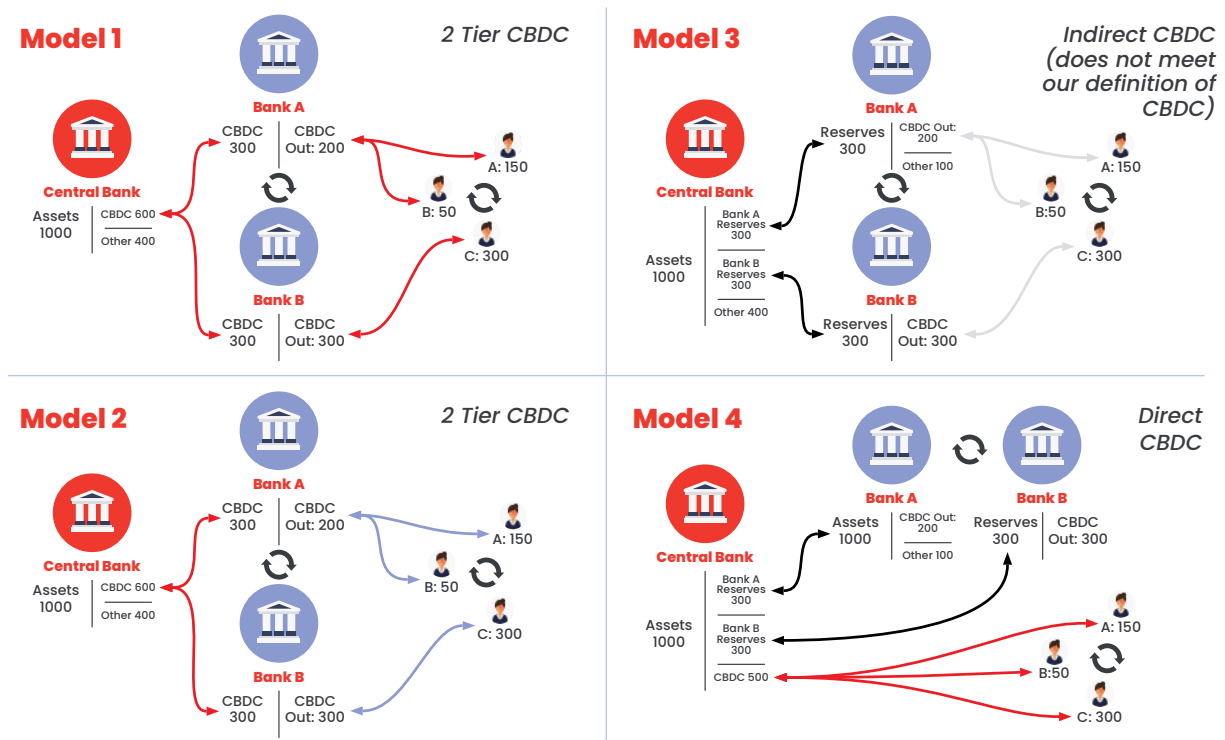 Model 1
2 Tier CBDC
Bank A
CBDC
300
CBDC
Out: 200
A: 150
Central Bank
B: 50
Assets
1000
CBDC 600
Other 400
C: 300
Bank B
CBDC
300
CBDC
Out: 300
Model 3
Indirect CBDC
(does not meet
our definition of
CBDC)
Bank A
Reserves
300
CBDC Out:
200
Other 100
A: 150
Central Bank
B:50
Bank A
Reserves
300
C: 300
Assets
1000
Bank B
Reserves
300
Other 400
Bank B
Reserves
300
CBDC
Out: 300
Model 2
2 Tier CBDC
Bank A
CBDC
300
CBDC
Out: 200
A: 150
Central Bank
B: 50
Assets
1000
CBDC 600
Other 400
C: 300
Bank B
CBDC
300
CBDC
Out: 300
Model 4
Direct
CBDC
Bank A
Bank B
Assets
1000
CBDC Out:
200
Other 100
Reserves
300
CBDC
Out: 300
Central Bank
Bank A
Reserves
300
Assets
1000
Bank B
Reserves
300
CBDC 500
A: 150
B:50
C: 300